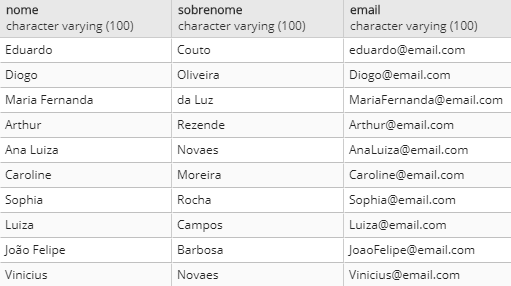 nome sobrenome email
character varying (100) character varying (100) character varying (100)
Eduardo Couto eduardo@email.com
Diogo Oliveira Diogo@email.com
Maria Fernanda da Luz MariaFernanda@email.com
Arthur Rezende Arthur@email.com
Ana Luiza Novaes AnaLuiza@email.com
Caroline Moreira Caroline@email.com
Sophia Rocha Sophia@email.com
Luiza Campos Luiza@email.com
João Felipe Barbosa JoaoFelipe@email.com
Vinicius Novaes Vinicius@email.com